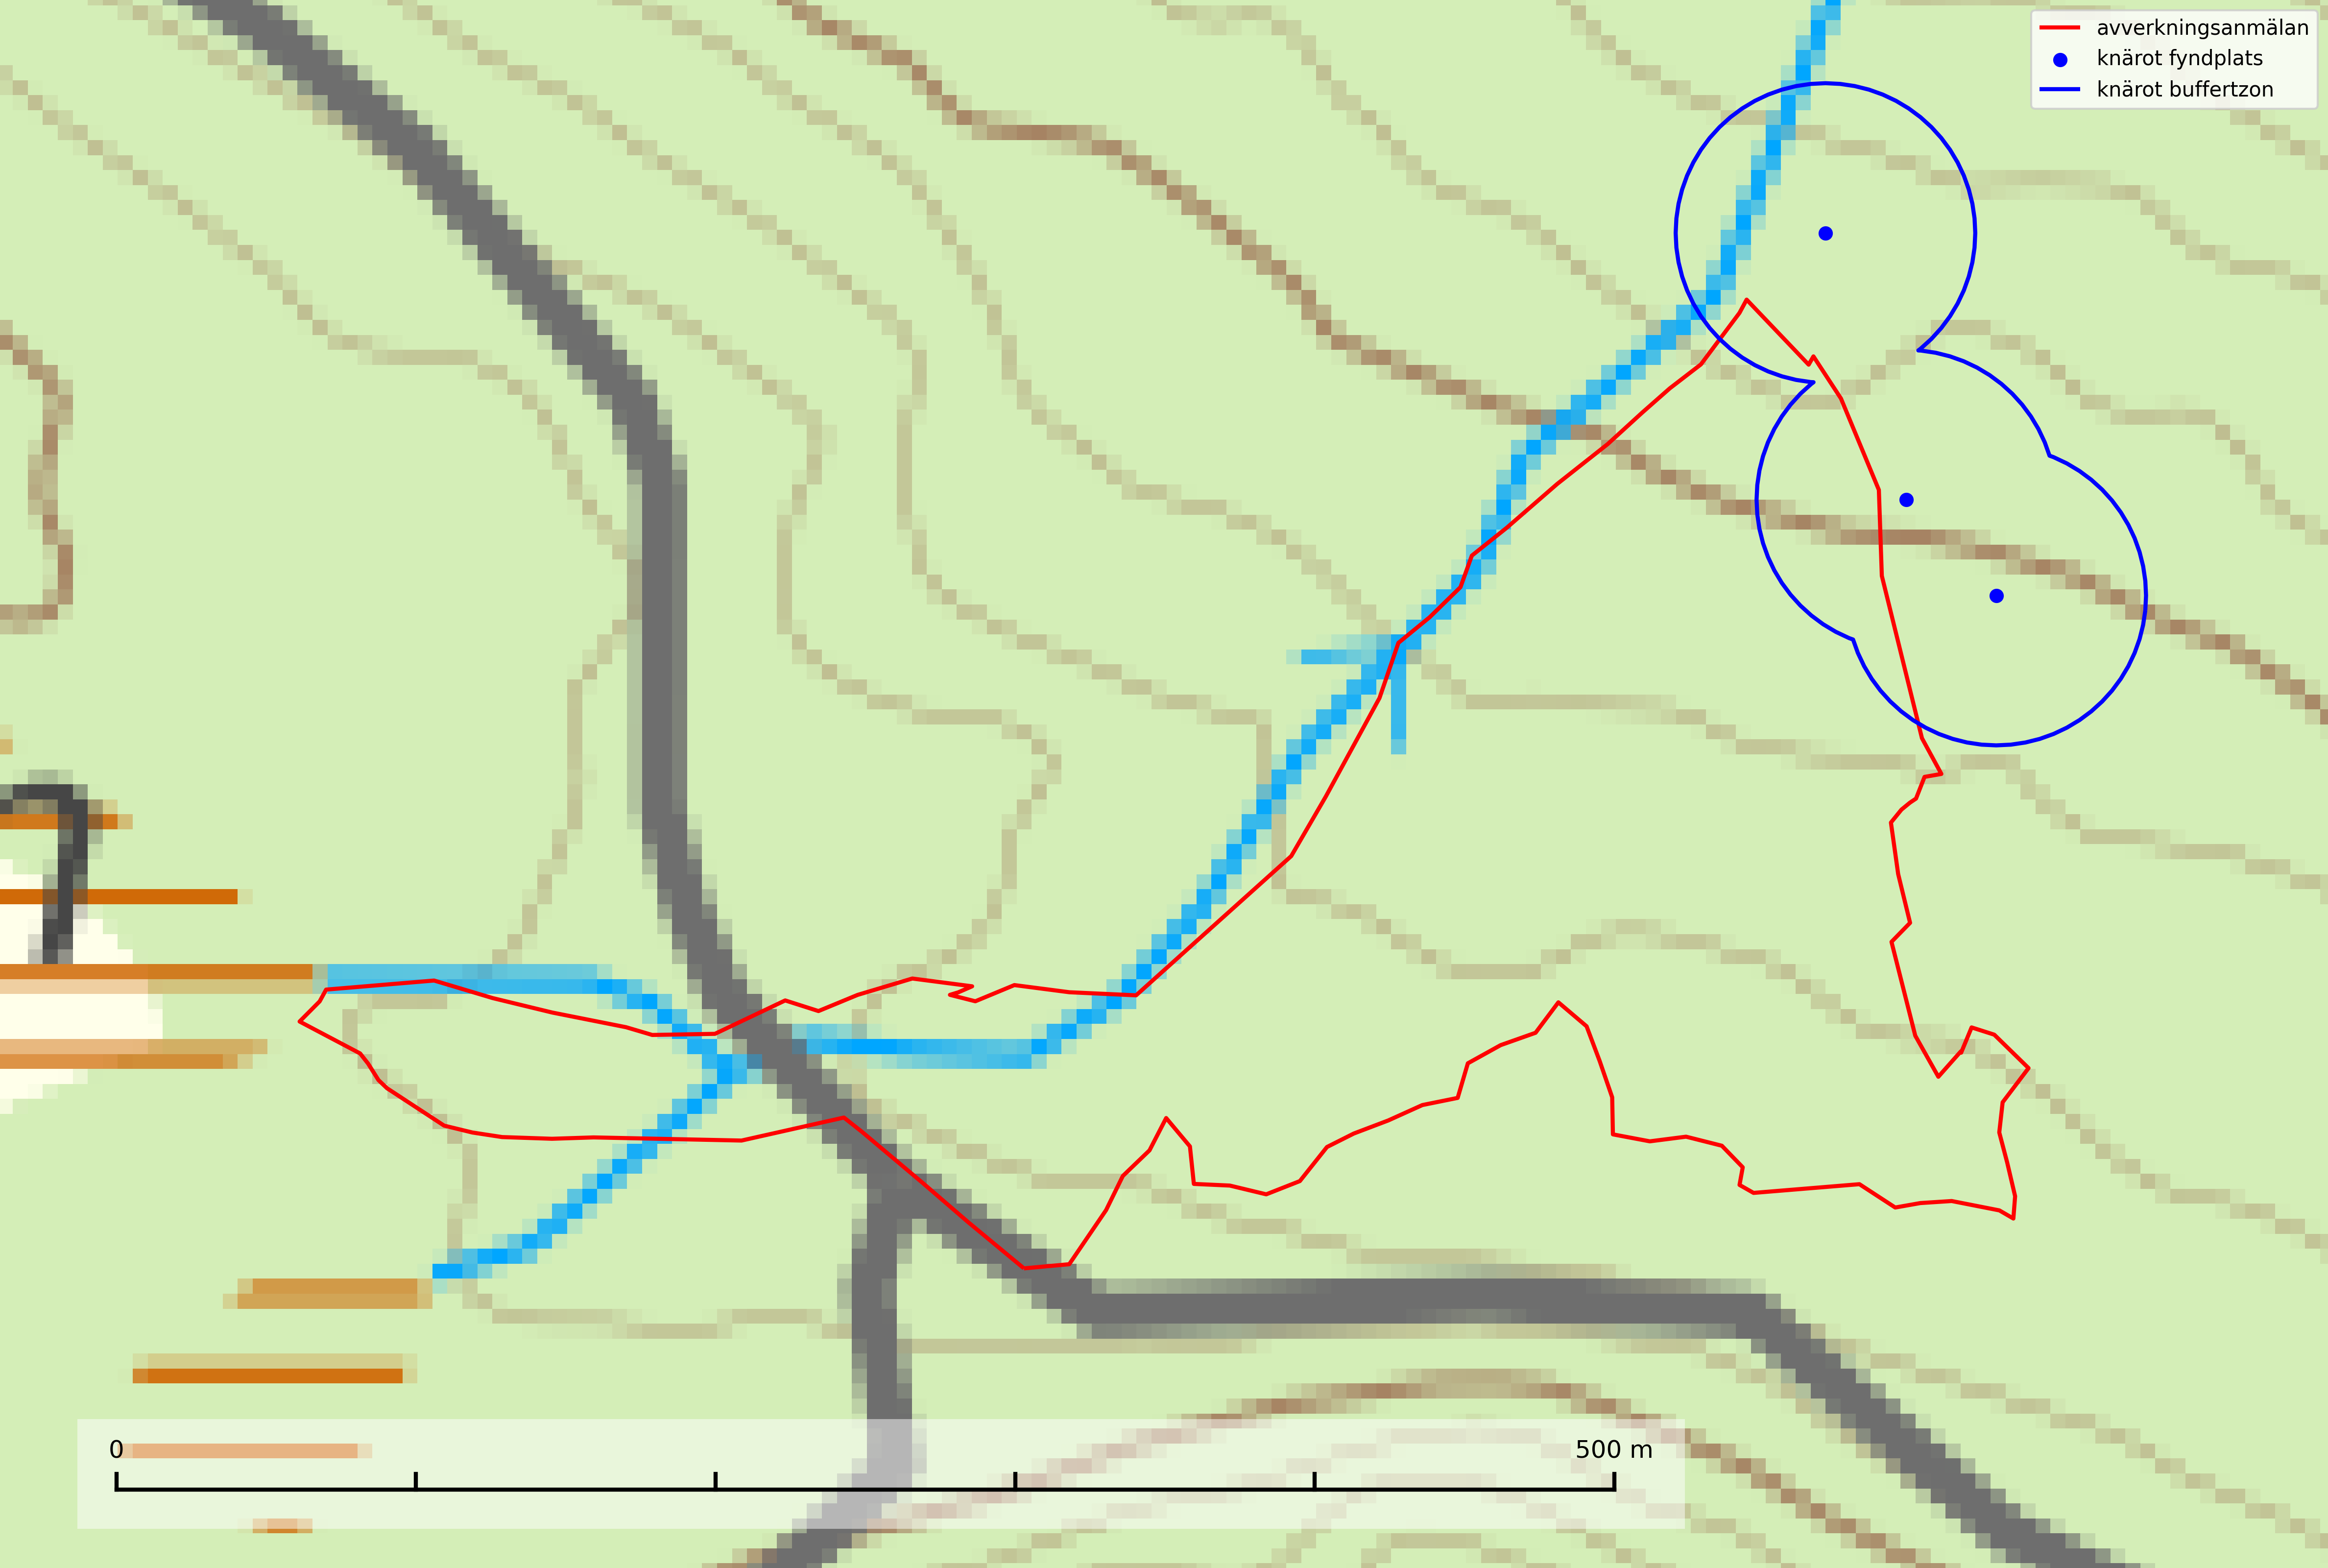 avverkningsanmälan
knärot fyndplats
knärot buffertzon
0
500 m